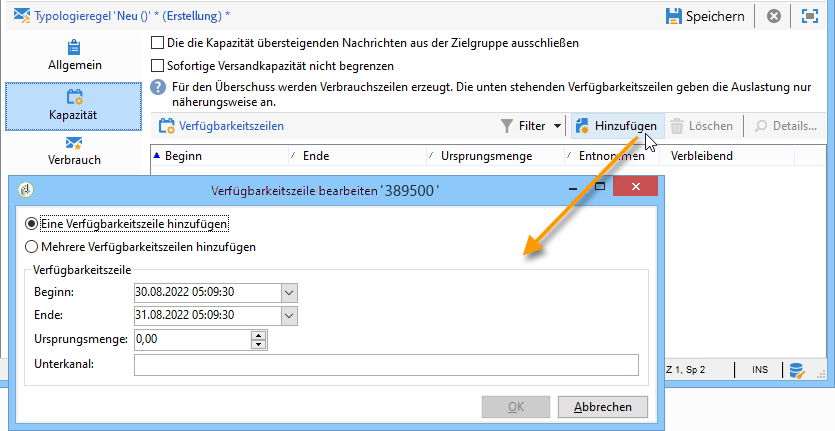 Typologieregel 'Neu ()' * (Erstellung) *
Speichern
Allgemein
Kapazität
Verbrauch
Die die Kapazität übersteigenden Nachrichten aus der Zielgruppe ausschließen
Sofortige Versandkapazität nicht begrenzen
Für den Überschuss werden Verbrauchszeilen erzeugt. Die unten stehenden Verfügbarkeitszeilen geben die Auslastung nur
näherungsweise an.
Verfügbarkeitszeilen Filter Hinzufügen Löschen Details...
Beginn Ende Ursprungsmenge Entnommen Verbleibend
Verfügbarkeitszeile bearbeiten '389500'
Eine Verfügbarkeitszeile hinzufügen
Mehrere Verfügbarkeitszeilen hinzufügen
Verfügbarkeitszeile
Beginn: 30.08.2022 05:09:30
Ende: 31.08.2022 05:09:30
Ursprungsmenge: 0,00
Unterkanal:
OK Abbrechen
Z 1, Sp 2 INS